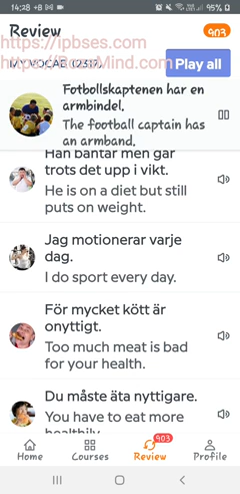 14:28 +8
95%
Review
903
https://ipbses.com
MY VOCAB (2317)
Play all
Fotbollskaptenen har en
armbindel.
The football captain has
an armband.
Han bantar men går
trots det upp i vikt.
He is on a diet but still
puts on weight.
Jag motionerar varje
dag.
I do sport every day.
För mycket kött är
onyttigt.
Too much meat is bad
for your health.
Du måste äta nyttigare.
You have to eat more
healthily.
903
Home
Courses
Review
Profile